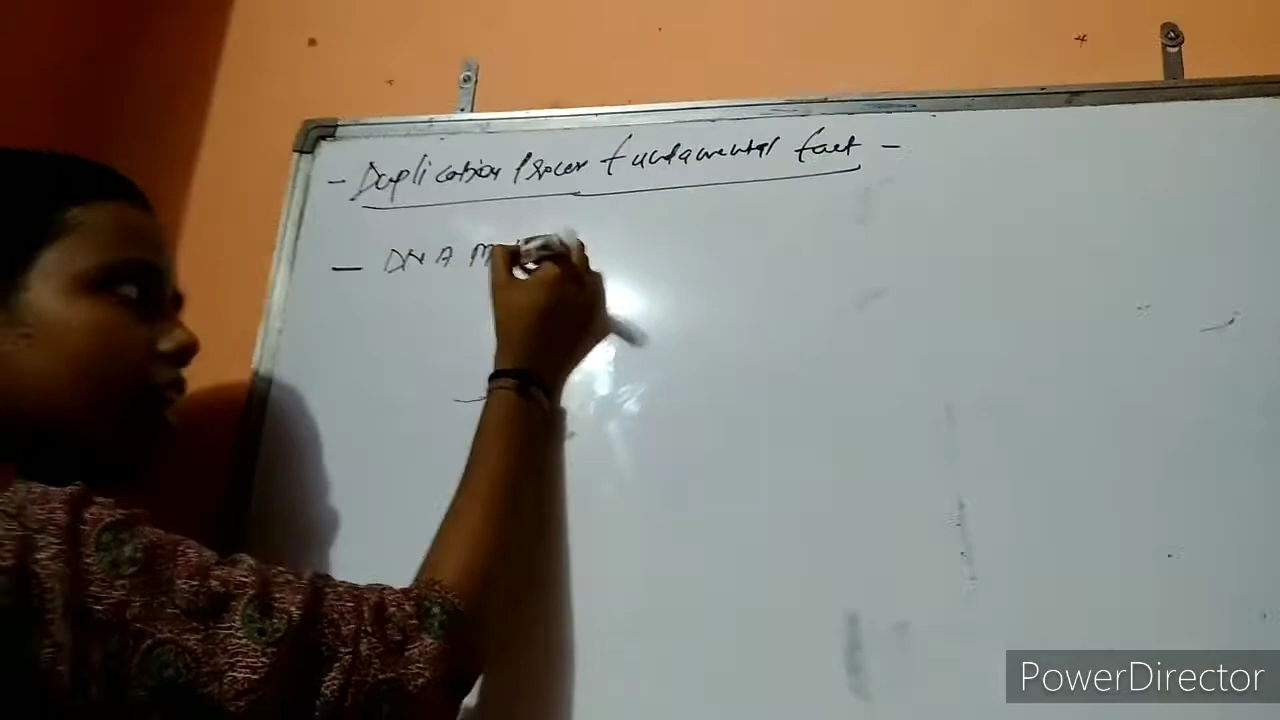 - Duplication Process fundamental fact -
- DNA M
PowerDirector